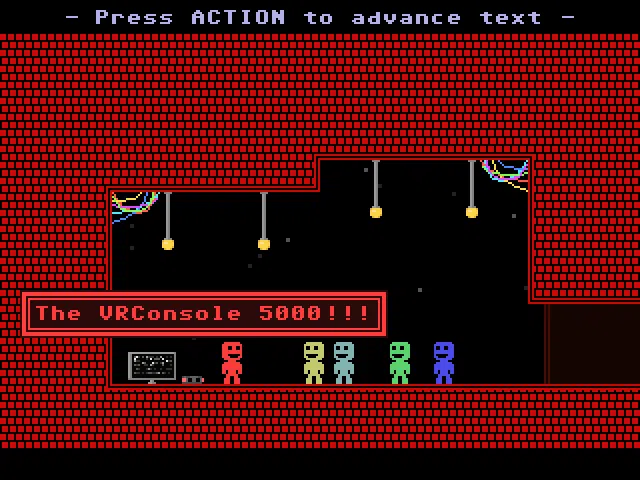 - Press ACTION to advance text -
The VRConsole 5000!!!